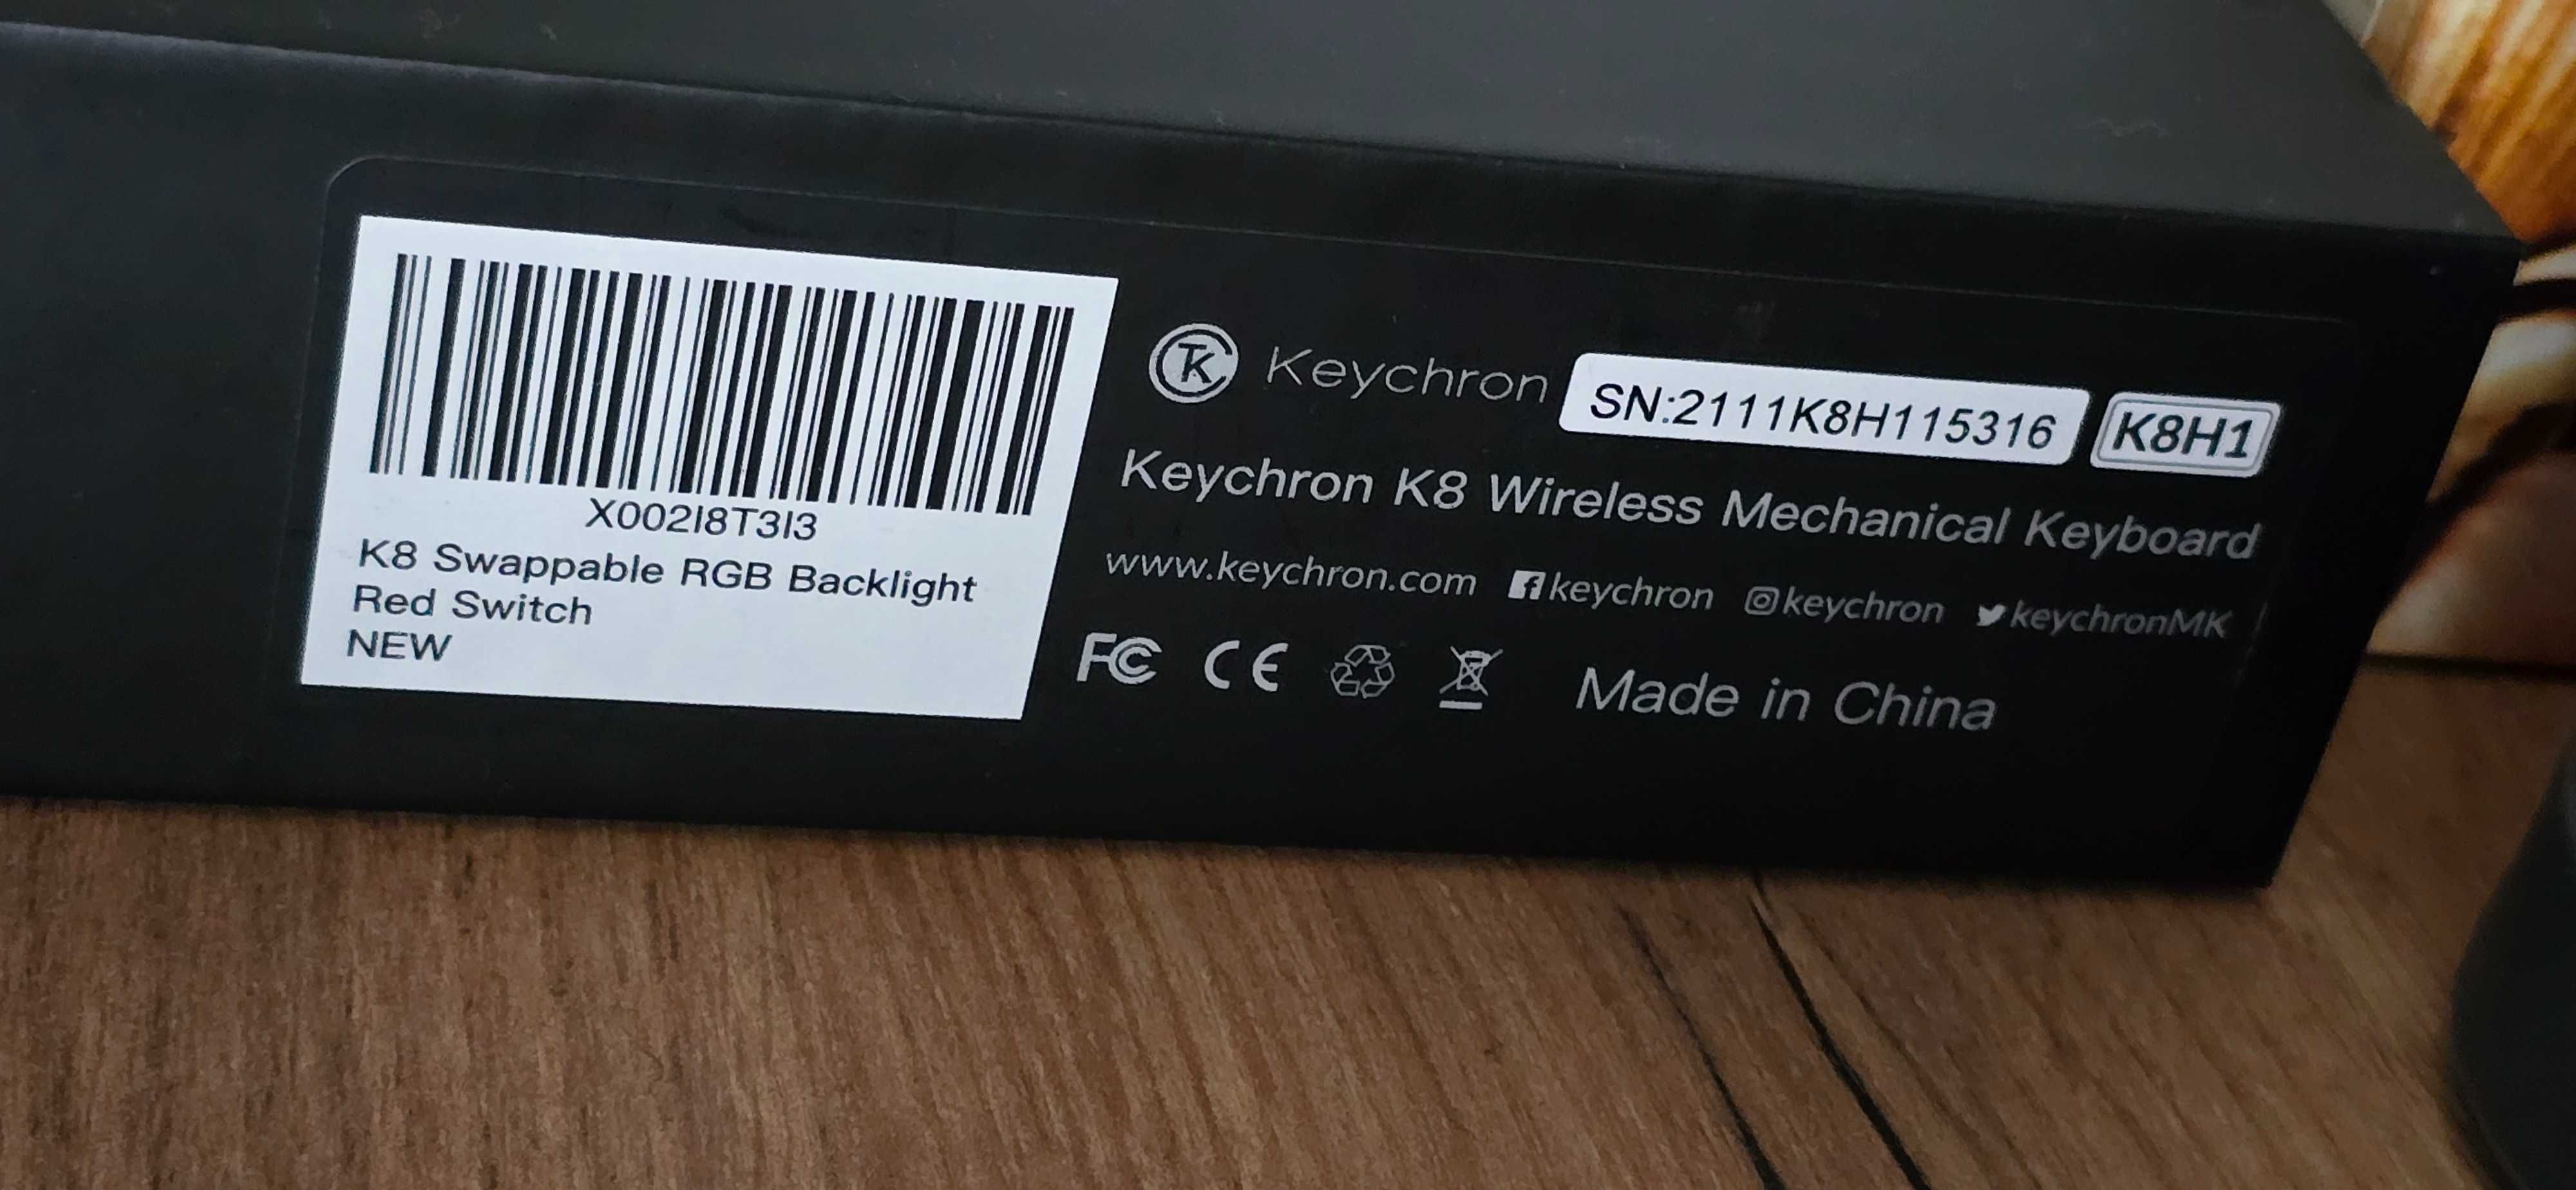 X002I8T3I3
K8 Swappable RGB Backlight
Red Switch
NEW
Keychron SN:2111K8H115316 K8H1
Keychron K8 Wireless Mechanical Keyboard
www.keychron.com keychron keychron keychronMK
FC CE Made in China